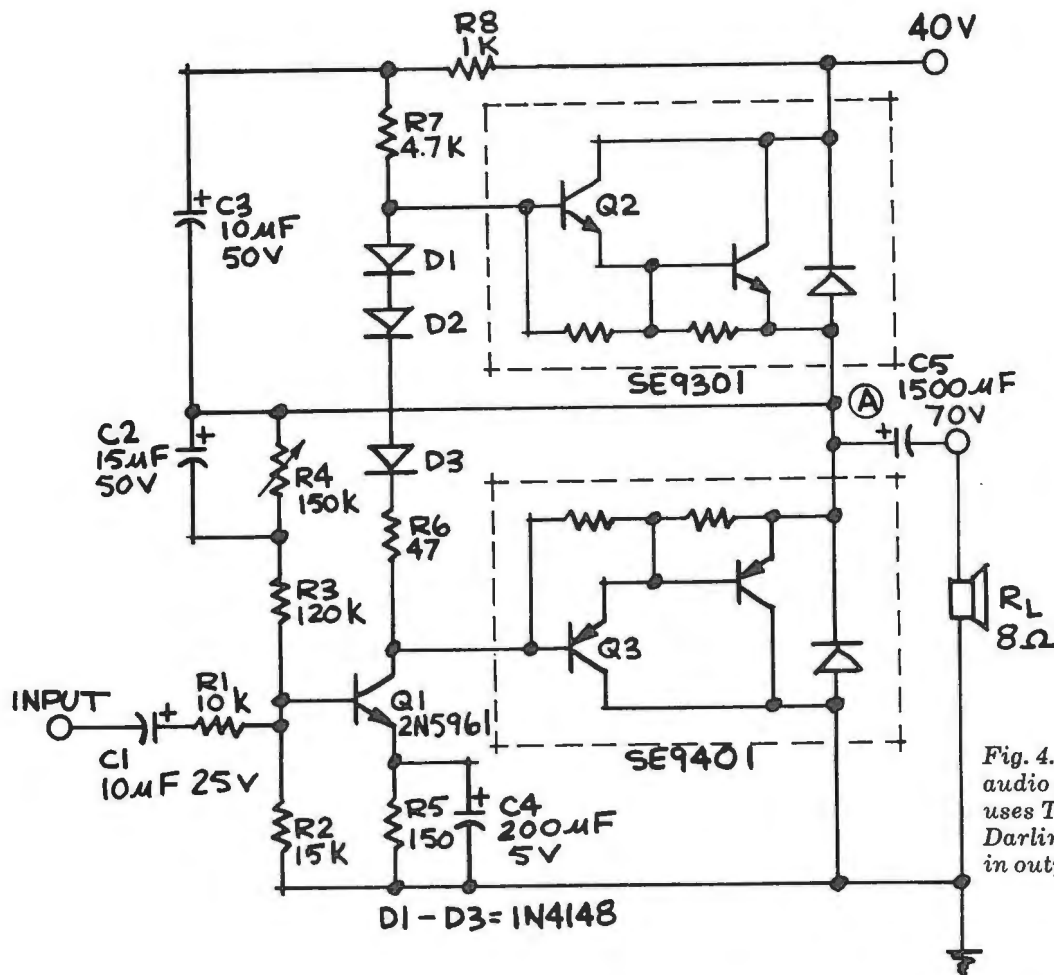 R8
1K
40V
R7
4.7K
C3
+
10µF
50V
Q2
D1
D2
SE9301
A
C5
1500µF
70V
+
C2
+
15µF
50V
R4
150K
D3
R6
47
R3
120K
Q3
RL
8Ω
INPUT
R1
10K
+
C1
10µF 25V
Q1
2N5961
SE9401
R2
15K
R5
150
+
C4
200µF
5V
D1-D3=1N4148
Fig. 4.
audio
uses
Darlin
in